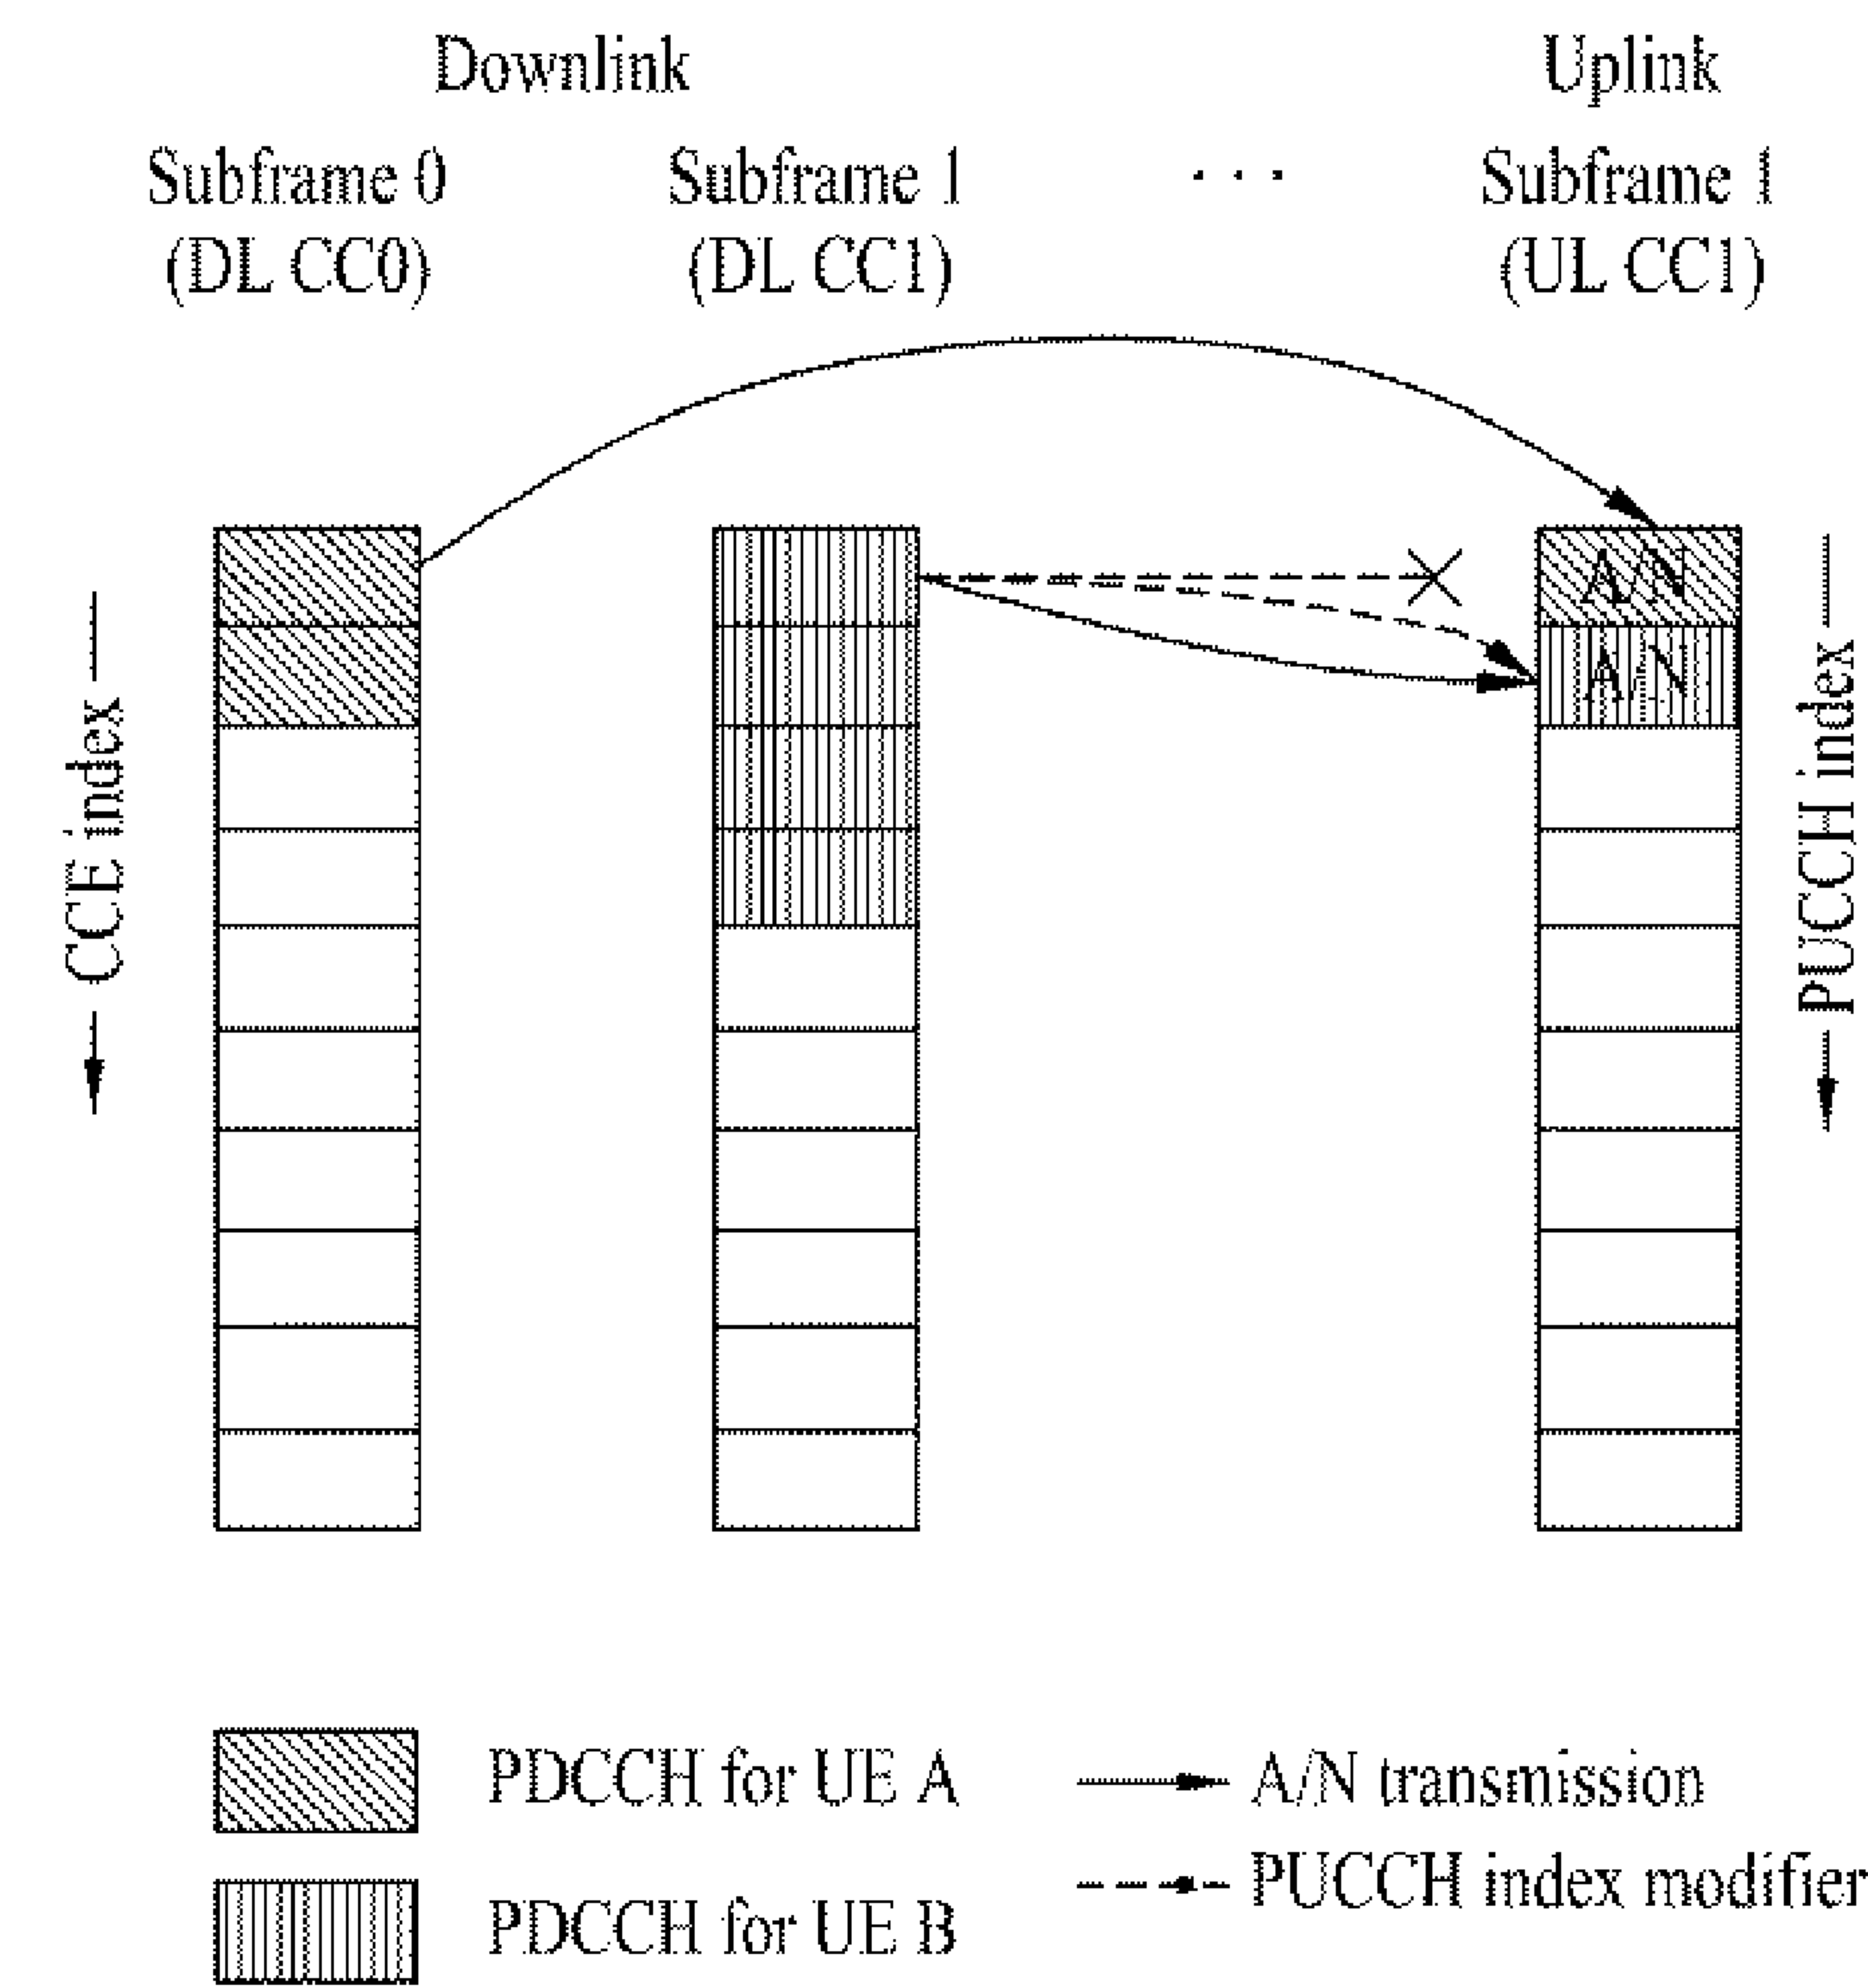 Downlink Uplink
Subframe 0 Subframe 1 . . . Subframe 1
(DL CC0) (DL CC1) (UL CC1)
A/N
A/N
CCE index
PUCCH index
PDCCH for UE A
A/N transmission
PUCCH index modifier
PDCCH for UE B